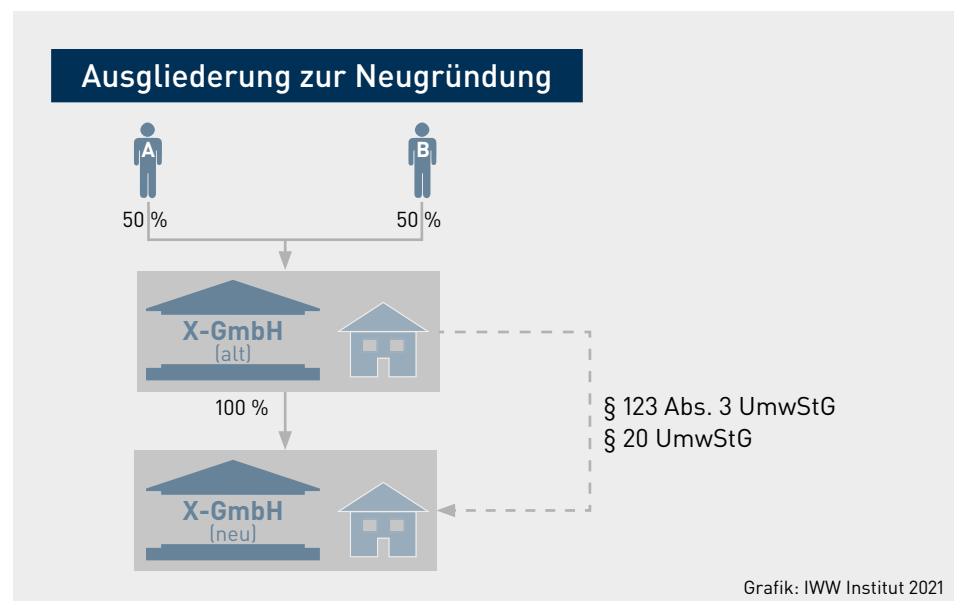 Ausgliederung zur Neugründung
A
B
50 %
50 %
X-GmbH
(alt)
100 %
§ 123 Abs. 3 UmwStG
§ 20 UmwStG
X-GmbH
(neu)
Grafik: IWW Institut 2021